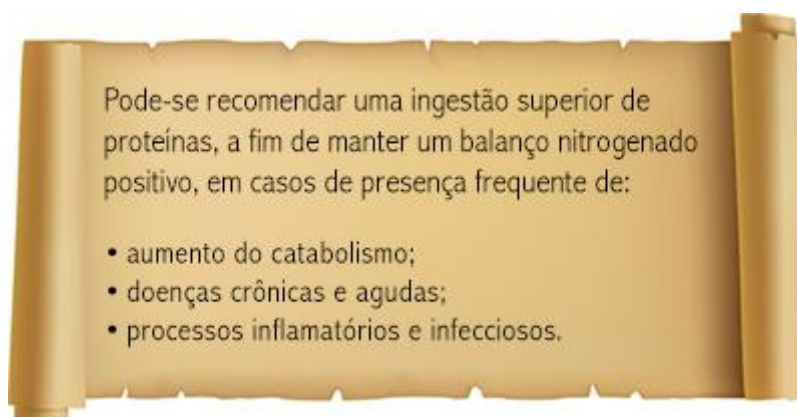 Pode-se recomendar uma ingestão superior de
proteínas, a fim de manter um balanço nitrogenado
positivo, em casos de presença frequente de:
• aumento do catabolismo;
• doenças crônicas e agudas;
• processos inflamatórios e infecciosos.